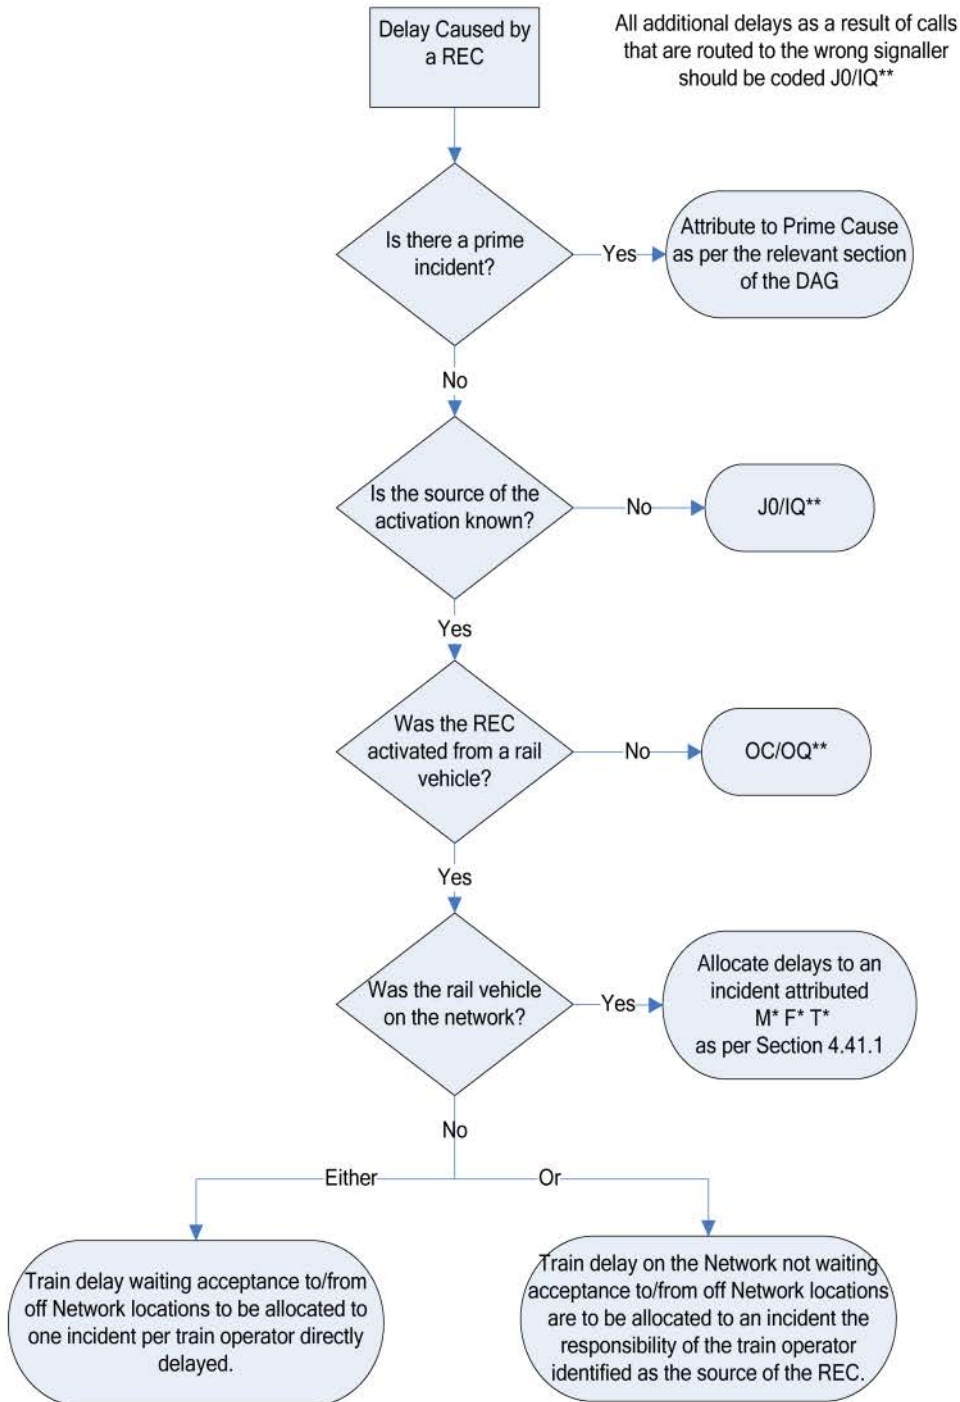 Delay Caused by
a REC
All additional delays as a result of calls
that are routed to the wrong signaller
should be coded J0/IQ**
Is there a prime
incident?
Yes
Attribute to Prime Cause
as per the relevant section
of the DAG
No
Is the source of the
activation known?
No
J0/IQ**
Yes
Was the REC
activated from a rail
vehicle?
No
OC/OQ**
Yes
Was the rail vehicle
on the network?
Yes
Allocate delays to an
incident attributed
M* F* T*
as per Section 4.41.1
No
Either
Or
Train delay waiting acceptance to/from
off Network locations to be allocated to
one incident per train operator directly
delayed.
Train delay on the Network not waiting
acceptance to/from off Network locations
are to be allocated to an incident the
responsibility of the train operator
identified as the source of the REC.